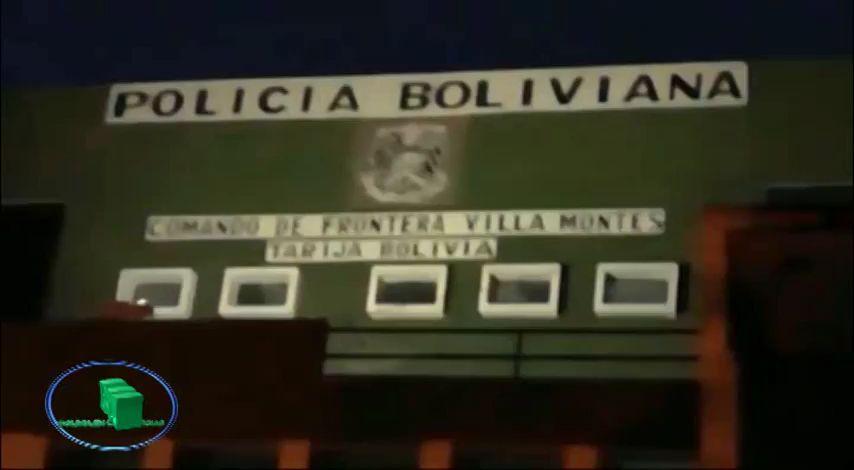 POLICIA BOLIVIANA
COMANDO DE FRONTERA VILLA MONTES
TARIJA BOLIVIA